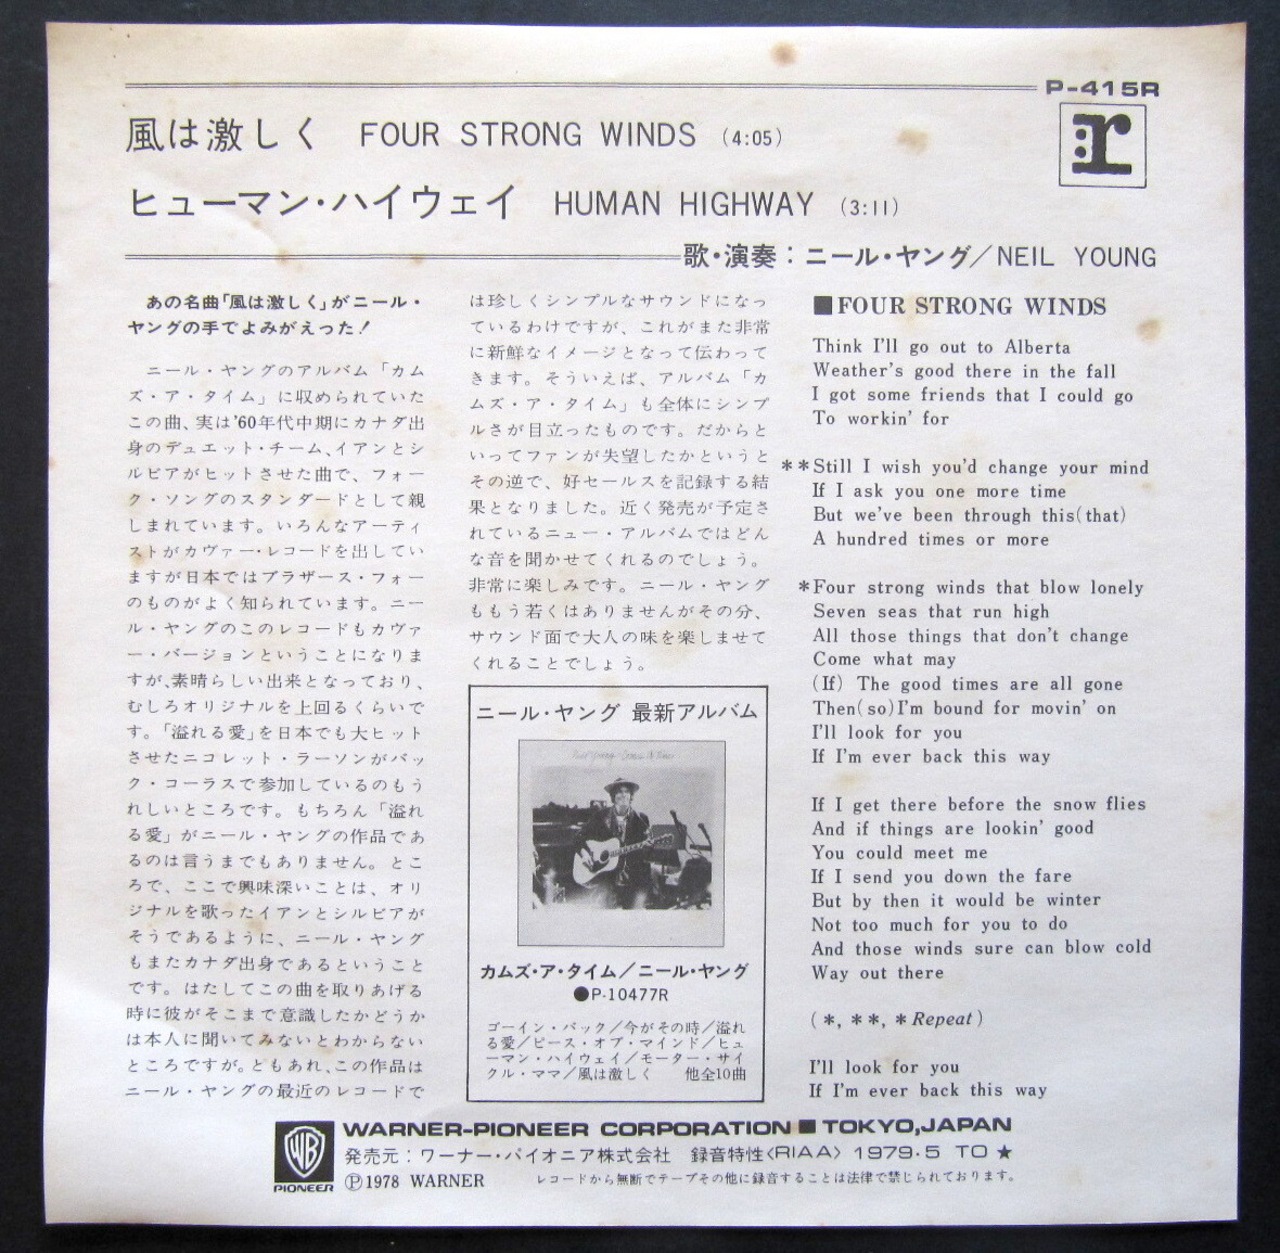 P-415R
風は激しく FOUR STRONG WINDS (4:05)
r
ヒューマン・ハイウェイ HUMAN HIGHWAY (3:11)
歌・演奏：ニール・ヤング／NEIL YOUNG
あの名曲「風は激しく」がニール・
ヤングの手でよみがえった！
ニール・ヤングのアルバム「カム
ズ・ア・タイム」に収められていた
この曲、実は'60年代中期にカナダ出
身のデュエット・チーム、イアンとシ
ルビアがヒットさせた曲で、フォー
ク・ソングのスタンダードとして親
しまれています。いろんなアーティ
ストがカヴァー・レコードを出してい
ますが日本ではブラザース・フォー
のものがよく知られています。ニー
ル・ヤングのこのレコードもカヴァ
ー・バージョンということになりま
すが、素晴らしい出来となっており、
むしろオリジナルを上回るくらいで
す。「溢れる愛」を日本でも大ヒット
させたニコレット・ラーソンがバッ
ク・コーラスで参加しているのもう
れしいところです。もちろん「溢れ
る愛」がニール・ヤングの作品であ
るのは言うまでもありません。とこ
ろで、ここで興味深いことは、オリ
ジナルを歌ったイアンとシルビアが
そうであるように、ニール・ヤング
もまたカナダ出身であるということ
です。はたしてこの曲を取りあげる
時に彼がそこまで意識したかどうか
は本人に聞いてみないとわからない
ところですが。ともあれ、この作品は
ニール・ヤングの最近のレコードで
は珍しくシンプルなサウンドになっ
ているわけですが、これがまた非常
に新鮮なイメージとなって伝わって
きます。そういえば、アルバム「カ
ムズ・ア・タイム」も全体にシンプ
ルさが目立ったものです。だからと
いってファンが失望したかというと
その逆で、好セールスを記録する結
果となりました。近く発売が予定さ
れているニュー・アルバムではどん
な音を聞かせてくれるのでしょう。
非常に楽しみです。ニール・ヤング
ももう若くはありませんがその分、
サウンド面で大人の味を楽しませて
くれることでしょう。
ニール・ヤング 最新アルバム
Neil Young Comes A Time
カムズ・ア・タイム／ニール・ヤング
●P-10477R
ゴーイン・バック／今がその時／溢れ
る愛／ピース・オブ・マインド／ヒュ
ーマン・ハイウェイ／モーター・サイ
クル・ママ／風は激しく 他全10曲
■FOUR STRONG WINDS
Think I'll go out to Alberta
Weather's good there in the fall
I got some friends that I could go
To workin' for
**Still I wish you'd change your mind
If I ask you one more time
But we've been through this(that)
A hundred times or more
*Four strong winds that blow lonely
Seven seas that run high
All those things that don't change
Come what may
(If) The good times are all gone
Then(so)I'm bound for movin' on
I'll look for you
If I'm ever back this way
If I get there before the snow flies
And if things are lookin' good
You could meet me
If I send you down the fare
But by then it would be winter
Not too much for you to do
And those winds sure can blow cold
Way out there
(*, **, * Repeat)
I'll look for you
If I'm ever back this way
WB
PIONEER
WARNER-PIONEER CORPORATION ■ TOKYO,JAPAN
発売元：ワーナー・パイオニア株式会社 録音特性〈RIAA〉 1979・5 TO ★
Ⓟ1978 WARNER レコードから無断でテープその他に録音することは法律で禁じられております。